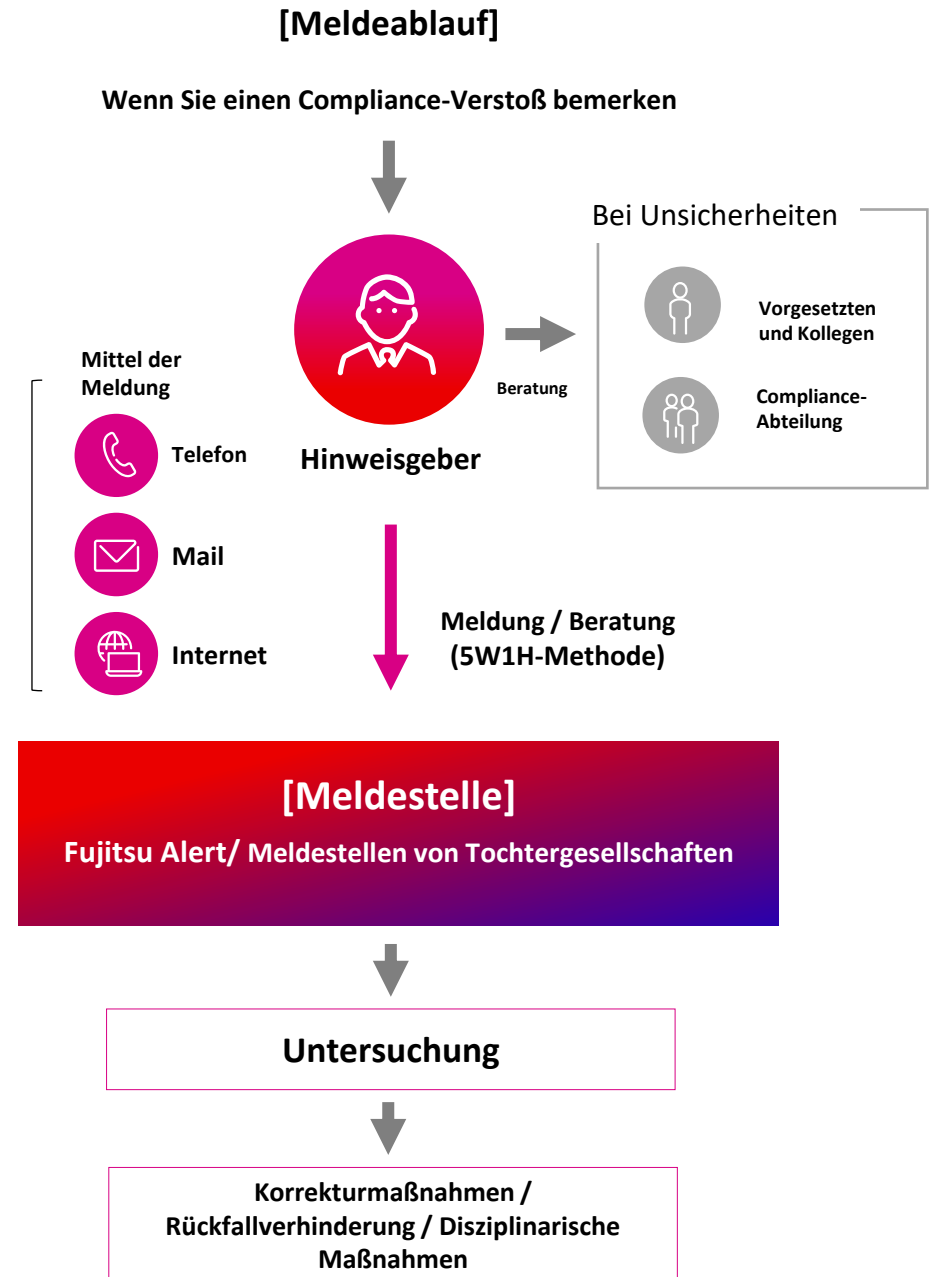 [Meldeablauf]
Wenn Sie einen Compliance-Verstoß bemerken
Bei Unsicherheiten
Vorgesetzten
und Kollegen
Compliance-
Abteilung
Beratung
Hinweisgeber
Mittel der
Meldung
Telefon
Mail
Internet
Meldung / Beratung
(5W1H-Methode)
[Meldestelle]
Fujitsu Alert/ Meldestellen von Tochtergesellschaften
Untersuchung
Korrekturmaßnahmen /
Rückfallverhinderung / Disziplinarische
Maßnahmen